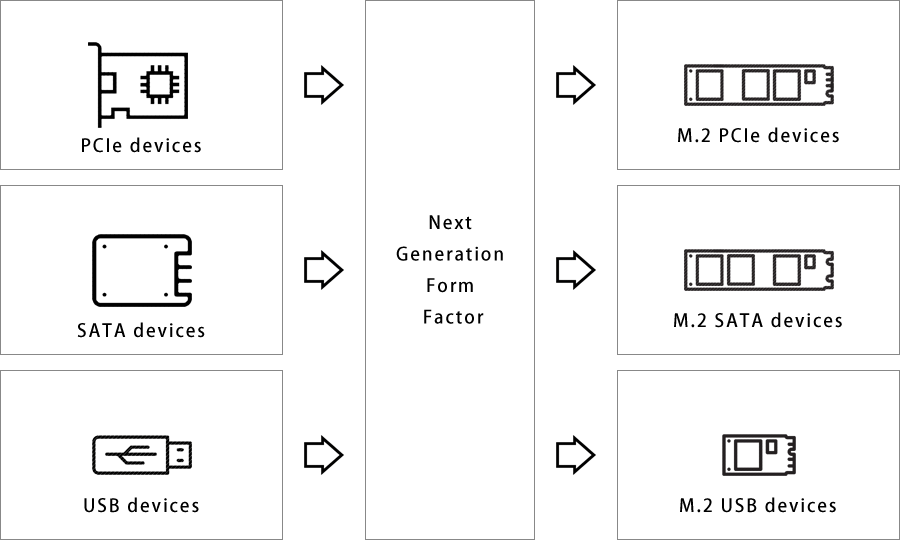 PCIe devices
SATA devices
USB devices
Next
Generation
Form
Factor
M.2 PCIe devices
M.2 SATA devices
M.2 USB devices